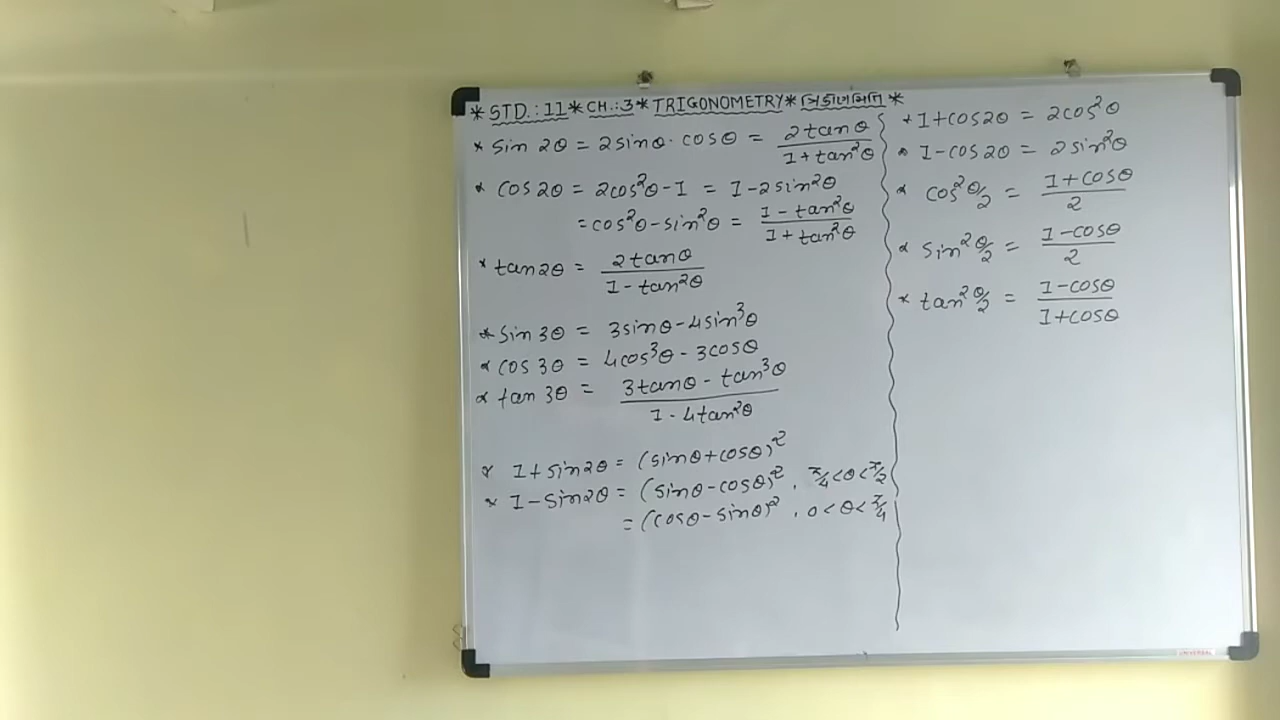 * STD.: 11 * CH.: 3 * TRIGONOMETRY * ત્રિકોણમિતિ *
* sin 2θ = 2sinθ · cosθ = 2tanθ / 1+tan²θ
* cos 2θ = 2cos²θ - 1 = 1 - 2sin²θ
= cos²θ - sin²θ = 1 - tan²θ / 1 + tan²θ
* tan2θ = 2tanθ / 1 - tan²θ
* sin 3θ = 3sinθ - 4sin³θ
* cos 3θ = 4cos³θ - 3cosθ
* tan 3θ = 3tanθ - tan³θ / 1 - 4tan²θ
* 1 + sin2θ = (sinθ + cosθ)²
* 1 - sin2θ = (sinθ - cosθ)², π/4 < θ < π/2
= (cosθ - sinθ)², 0 < θ < π/4
* 1 + cos2θ = 2cos²θ
* 1 - cos2θ = 2sin²θ
* cos²θ/2 = 1 + cosθ / 2
* sin²θ/2 = 1 - cosθ / 2
* tan²θ/2 = 1 - cosθ / 1 + cosθ
UNIVERSAL